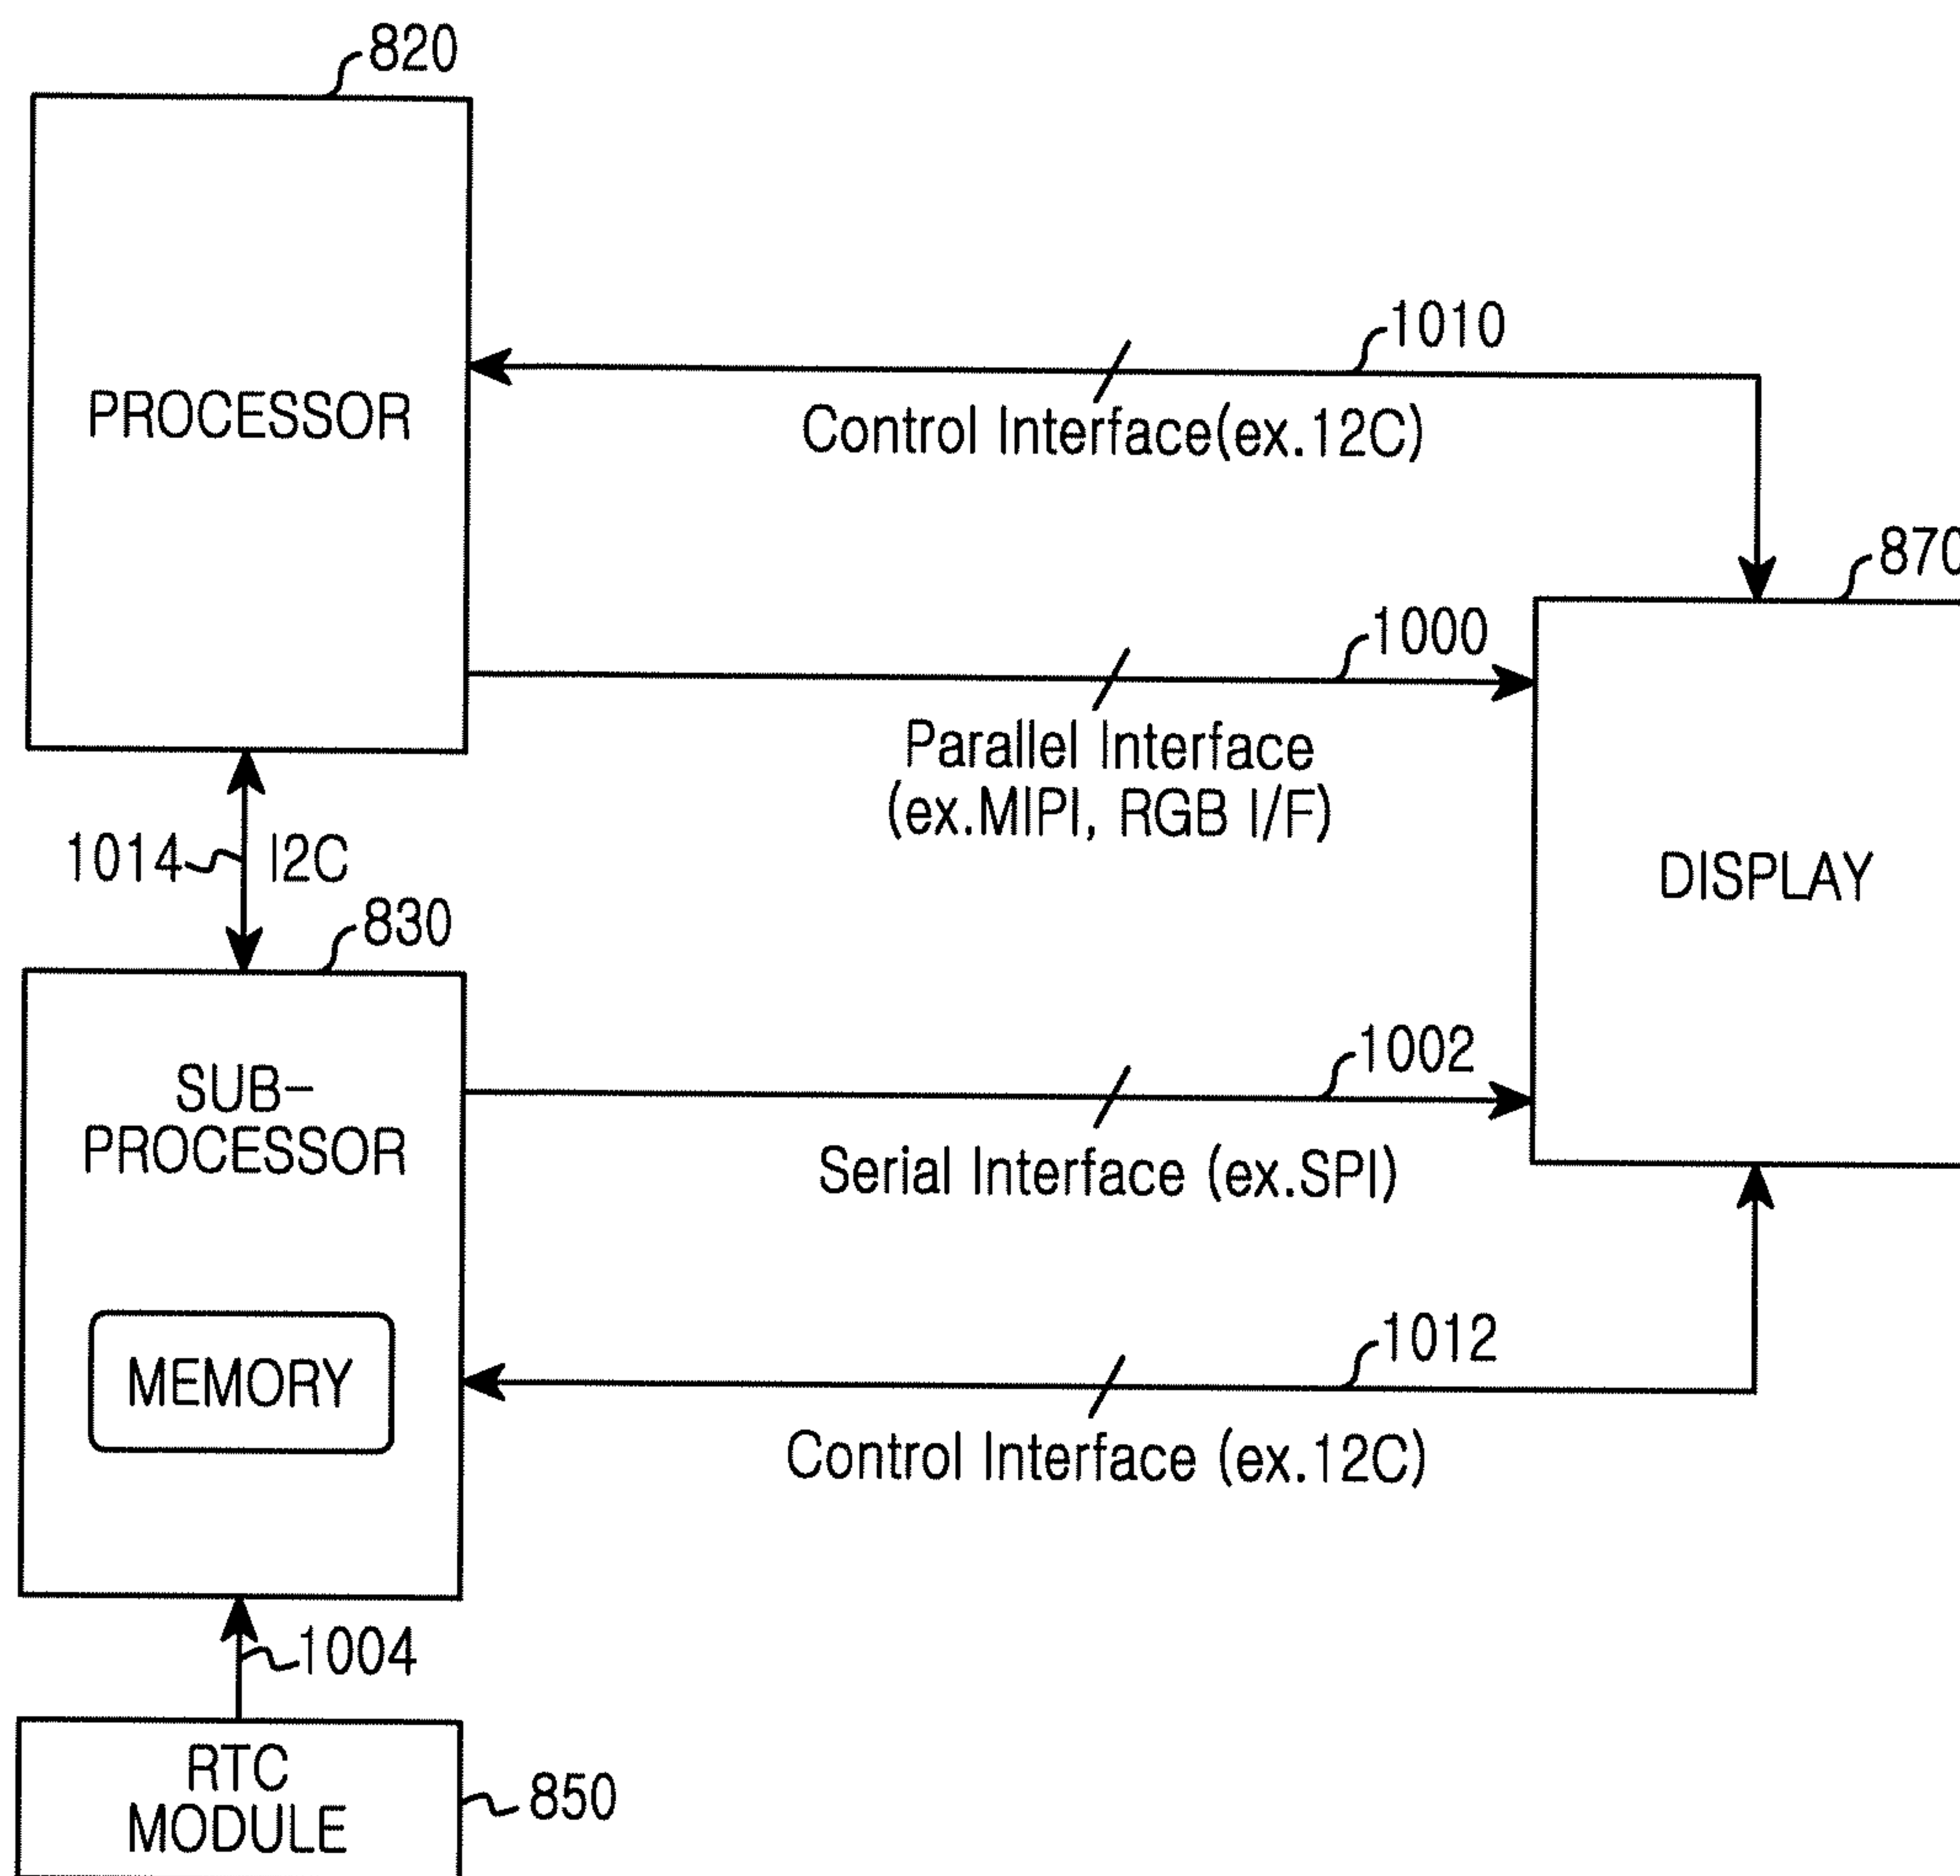 820
PROCESSOR
1010
Control Interface(ex.12C)
870
1000
Parallel Interface
(ex.MIPI, RGB I/F)
1014
I2C
DISPLAY
830
SUB-
PROCESSOR
1002
Serial Interface (ex.SPI)
MEMORY
1012
Control Interface (ex.12C)
1004
RTC
MODULE
850